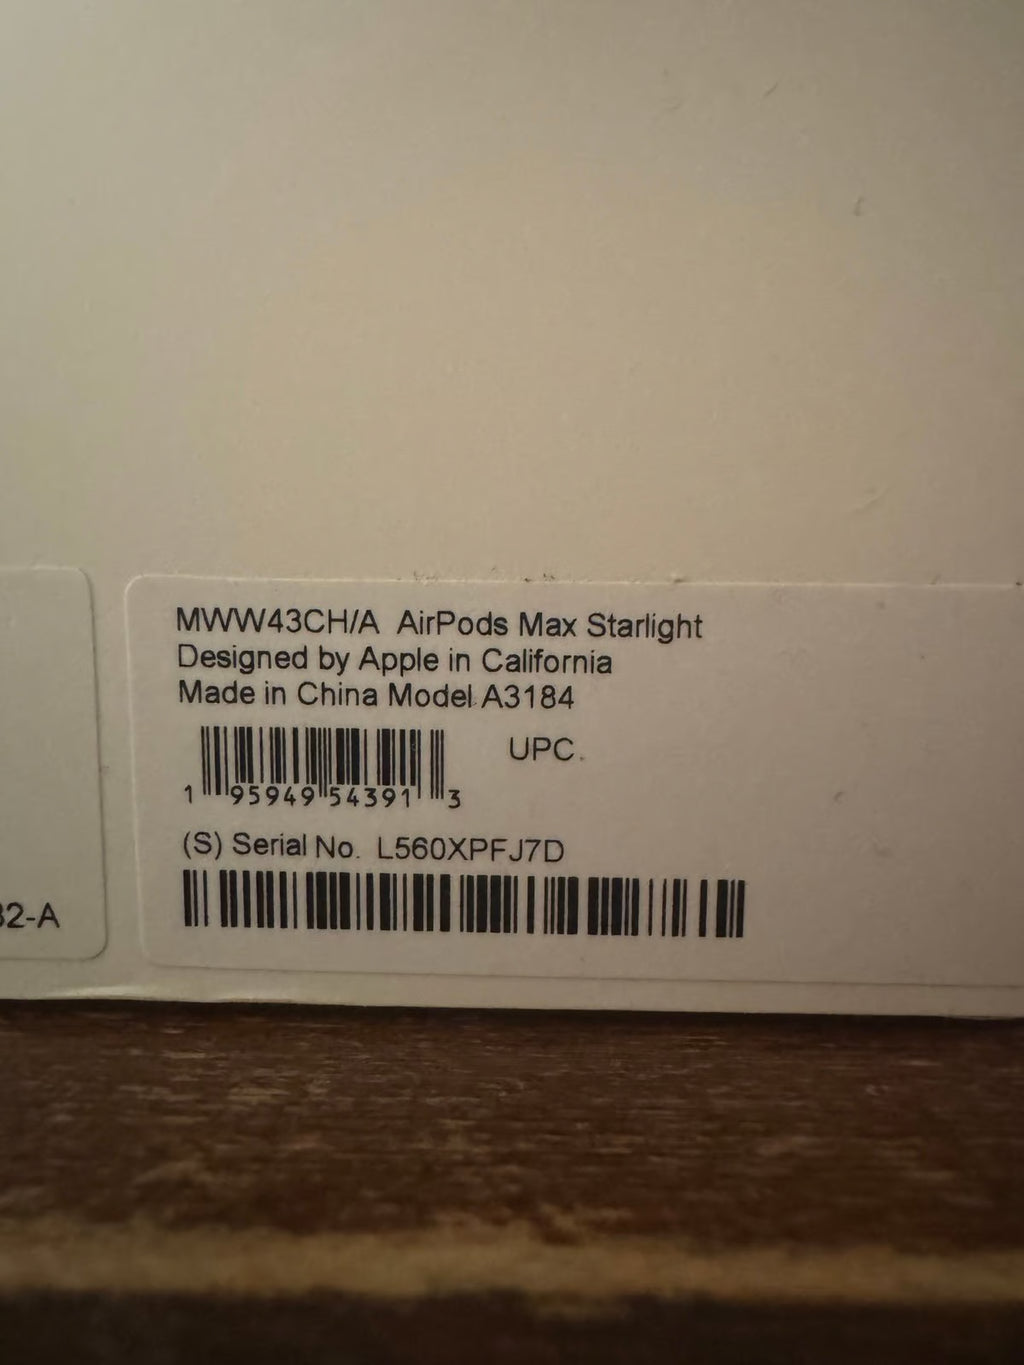 MWW43CH/A AirPods Max Starlight
Designed by Apple in California
Made in China Model A3184
UPC
1 95949 54391 3
(S) Serial No. L560XPFJ7D
32-A